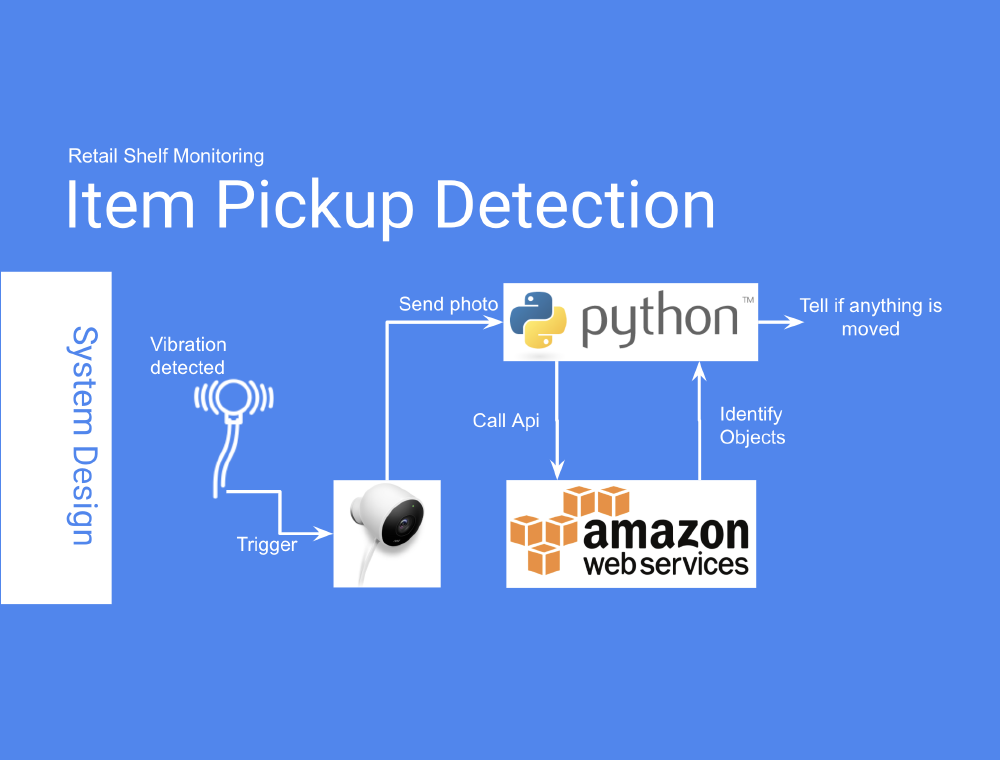 Retail Shelf Monitoring
Item Pickup Detection
System Design
Vibration
detected
Trigger
Send photo
python™
Tell if anything is
moved
Call Api
Identify
Objects
amazon
web services